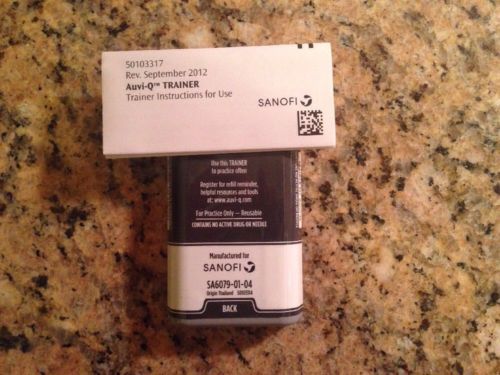 50103317
Rev. September 2012
Auvi-Q™ TRAINER
Trainer Instructions for Use
SANOFI
Use this TRAINER
to practice often
Register for refill reminder,
helpful resources and tools
at: www.auvi-q.com
For Practice Only — Reusable
CONTAINS NO ACTIVE DRUG OR NEEDLE
Manufactured for
SANOFI
SA6079-01-04
Origin Thailand
BACK